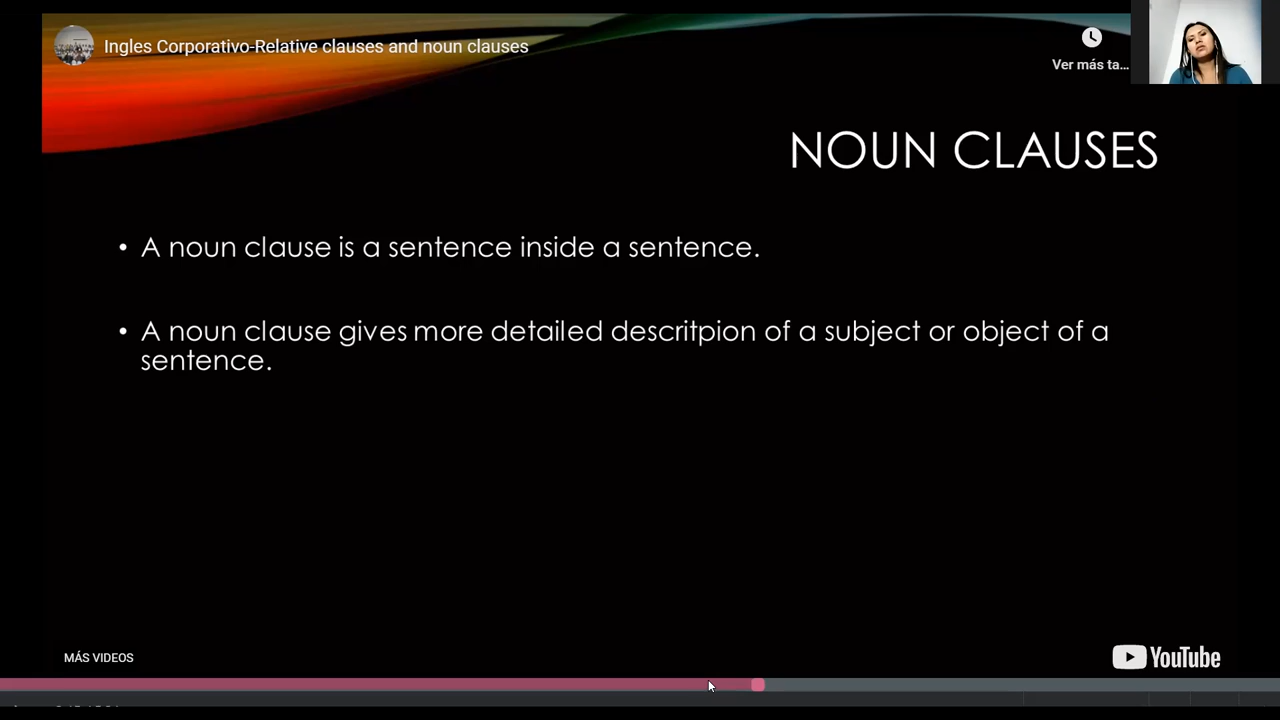 Ingles Corporativo-Relative clauses and noun clauses
Ver más ta...
NOUN CLAUSES
• A noun clause is a sentence inside a sentence.
• A noun clause gives more detailed descritpion of a subject or object of a
sentence.
MÁS VIDEOS
YouTube